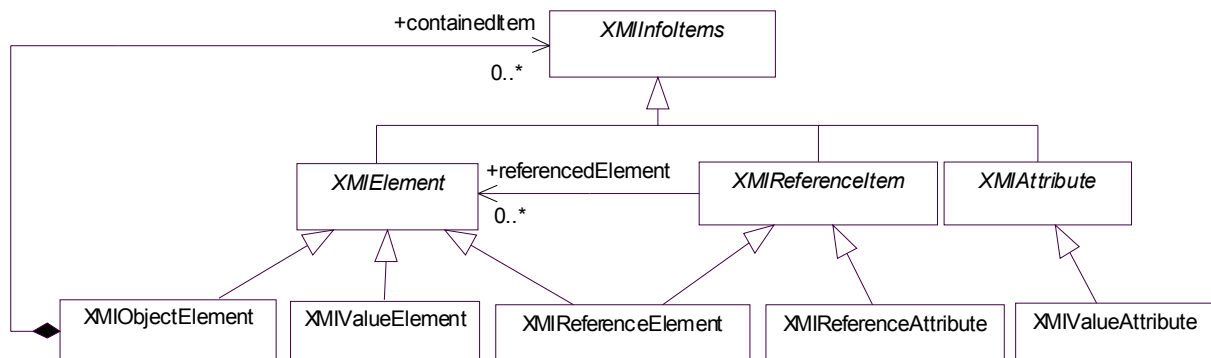 +containedItem
XMIInfoItems
0..*
XMIElement
+referencedElement
XMIReferenceItem
XMIAttribute
0..*
XMIObjectElement
XMIValueElement
XMIReferenceElement
XMIReferenceAttribute
XMIValueAttribute